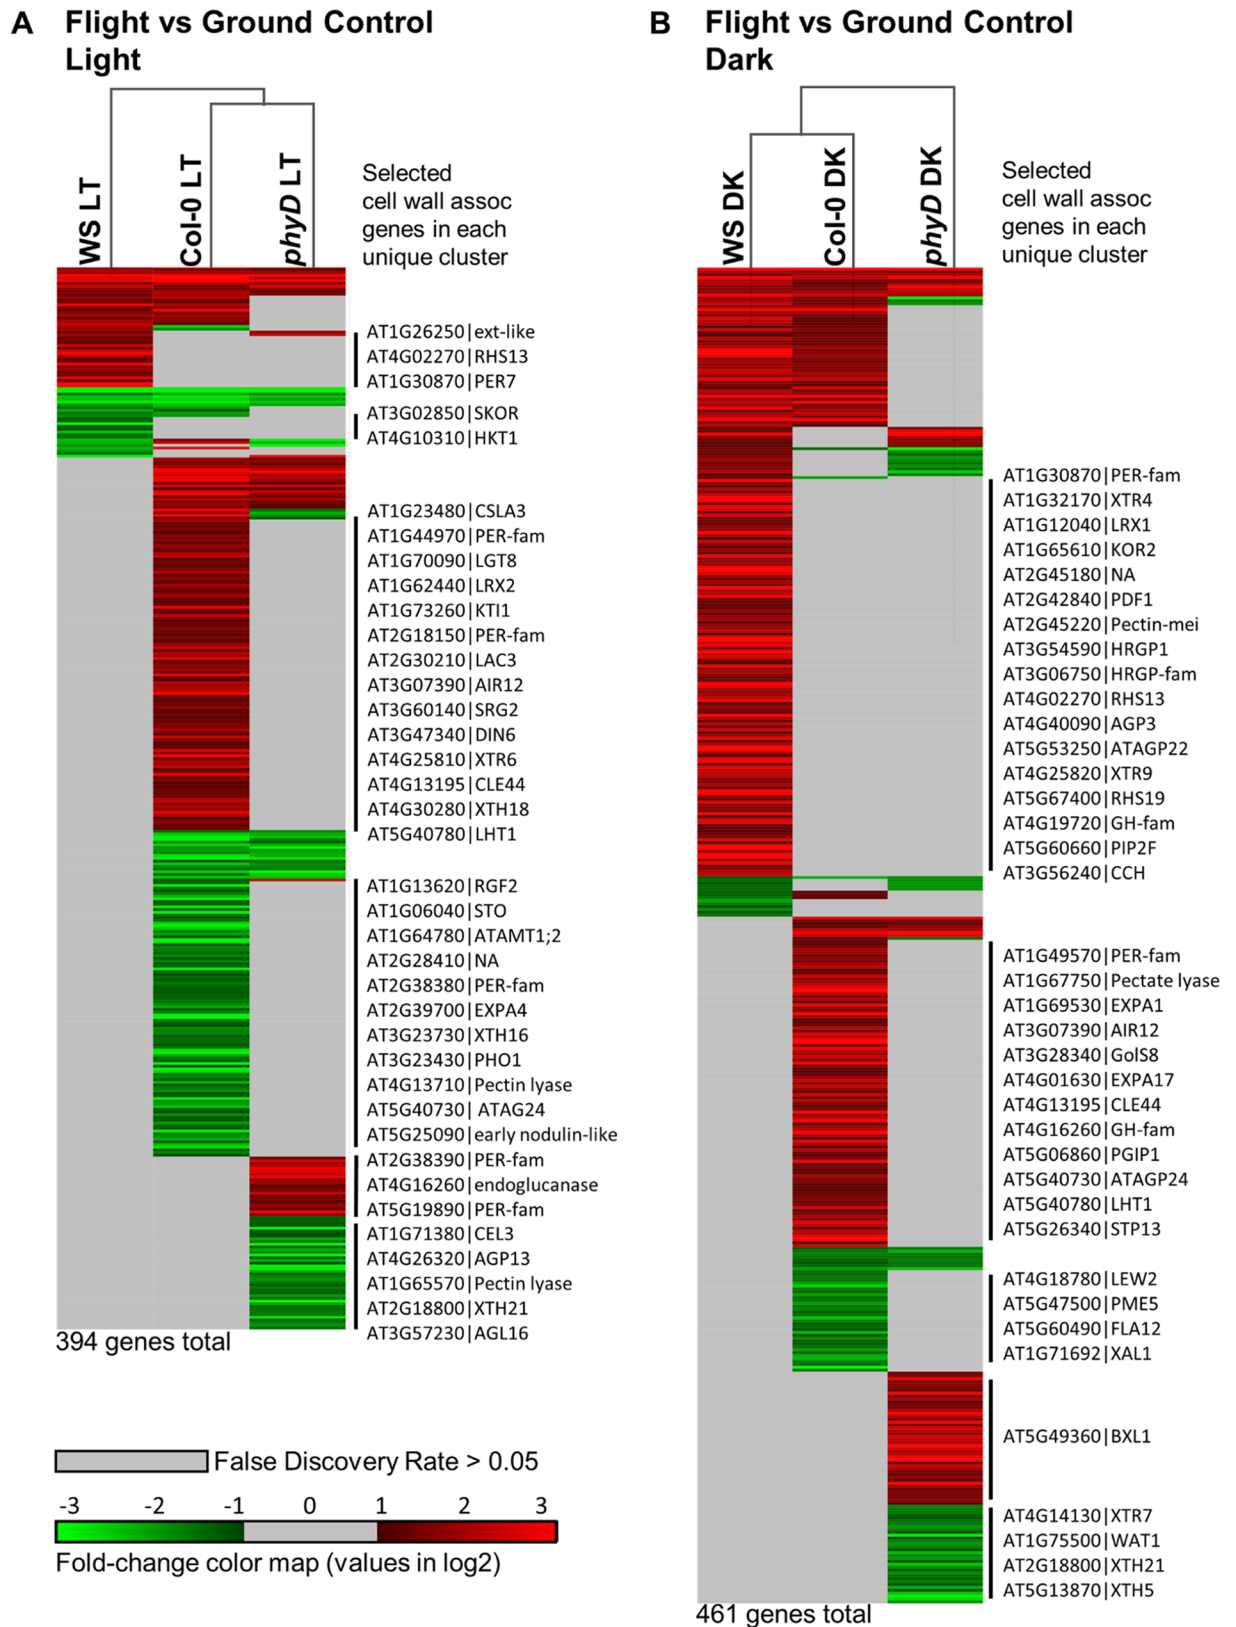 A Flight vs Ground Control
Light
WS LT
Col-0 LT
phyD LT
Selected
cell wall assoc
genes in each
unique cluster
AT1G26250|ext-like
AT4G02270|RHS13
AT1G30870|PER7
AT3G02850|SKOR
AT4G10310|HKT1
AT1G23480|CSLA3
AT1G44970|PER-fam
AT1G70090|LGT8
AT1G62440|LRX2
AT1G73260|KTI1
AT2G18150|PER-fam
AT2G30210|LAC3
AT3G07390|AIR12
AT3G60140|SRG2
AT3G47340|DIN6
AT4G25810|XTR6
AT4G13195|CLE44
AT4G30280|XTH18
AT5G40780|LHT1
AT1G13620|RGF2
AT1G06040|STO
AT1G64780|ATAMT1;2
AT2G28410|NA
AT2G38380|PER-fam
AT2G39700|EXPA4
AT3G23730|XTH16
AT3G23430|PHO1
AT4G13710|Pectin lyase
AT5G40730| ATAG24
AT5G25090|early nodulin-like
AT2G38390|PER-fam
AT4G16260|endoglucanase
AT5G19890|PER-fam
AT1G71380|CEL3
AT4G26320|AGP13
AT1G65570|Pectin lyase
AT2G18800|XTH21
AT3G57230|AGL16
394 genes total
False Discovery Rate > 0.05
-3 -2 -1 0 1 2 3
Fold-change color map (values in log2)
B Flight vs Ground Control
Dark
WS DK
Col-0 DK
phyD DK
Selected
cell wall assoc
genes in each
unique cluster
AT1G30870|PER-fam
AT1G32170|XTR4
AT1G12040|LRX1
AT1G65610|KOR2
AT2G45180|NA
AT2G42840|PDF1
AT2G45220|Pectin-mei
AT3G54590|HRGP1
AT3G06750|HRGP-fam
AT4G02270|RHS13
AT4G40090|AGP3
AT5G53250|ATAGP22
AT4G25820|XTR9
AT5G67400|RHS19
AT4G19720|GH-fam
AT5G60660|PIP2F
AT3G56240|CCH
AT1G49570|PER-fam
AT1G67750|Pectate lyase
AT1G69530|EXPA1
AT3G07390|AIR12
AT3G28340|GolS8
AT4G01630|EXPA17
AT4G13195|CLE44
AT4G16260|GH-fam
AT5G06860|PGIP1
AT5G40730|ATAGP24
AT5G40780|LHT1
AT5G26340|STP13
AT4G18780|LEW2
AT5G47500|PME5
AT5G60490|FLA12
AT1G71692|XAL1
AT5G49360|BXL1
AT4G14130|XTR7
AT1G75500|WAT1
AT2G18800|XTH21
AT5G13870|XTH5
461 genes total